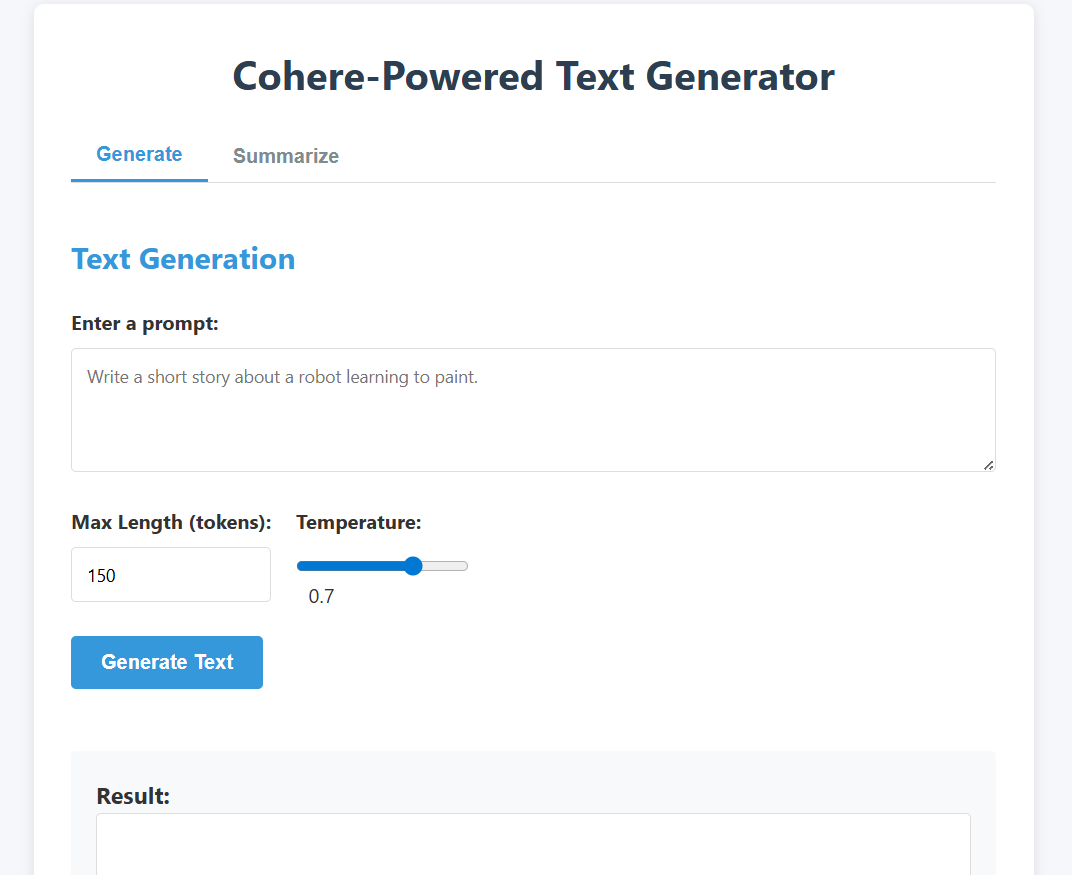 Cohere-Powered Text Generator
Generate Summarize
Text Generation
Enter a prompt:
Write a short story about a robot learning to paint.
Max Length (tokens): Temperature:
150
0.7
Generate Text
Result: